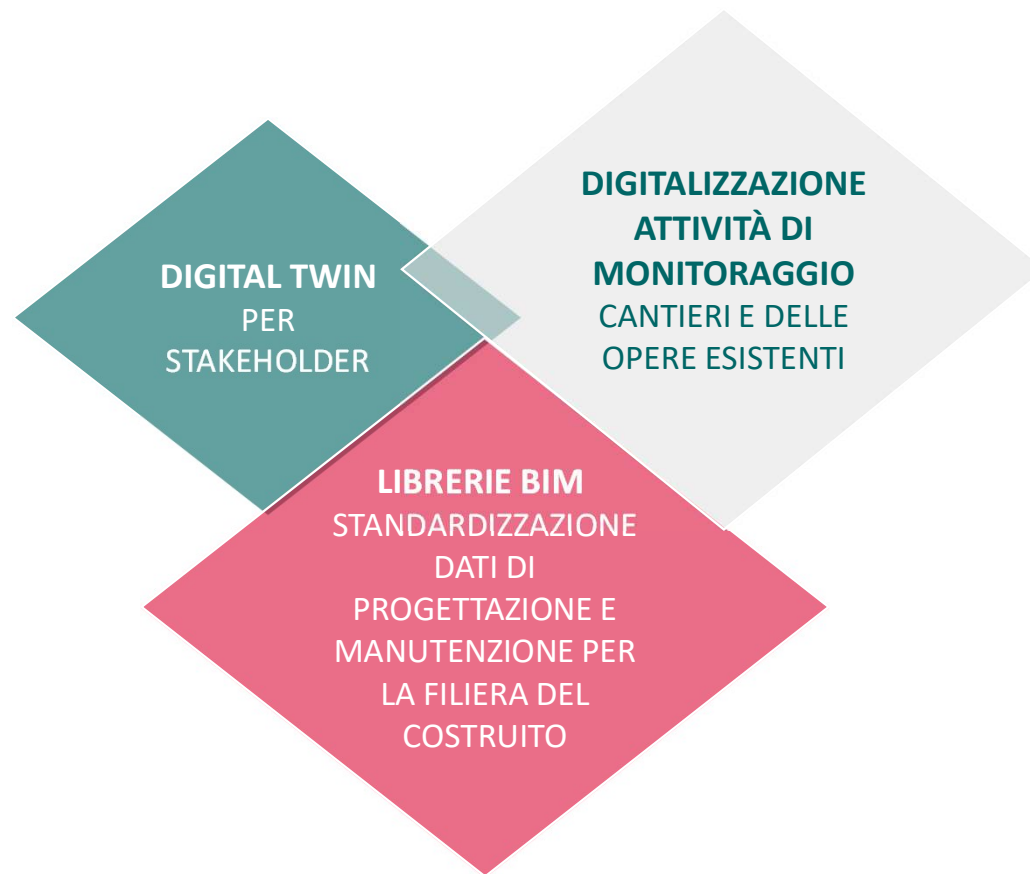 DIGITAL TWIN
PER
STAKEHOLDER
DIGITALIZZAZIONE
ATTIVITÀ DI
MONITORAGGIO
CANTIERI E DELLE
OPERE ESISTENTI
LIBRERIE BIM
STANDARDIZZAZIONE
DATI DI
PROGETTAZIONE E
MANUTENZIONE PER
LA FILIERA DEL
COSTRUITO